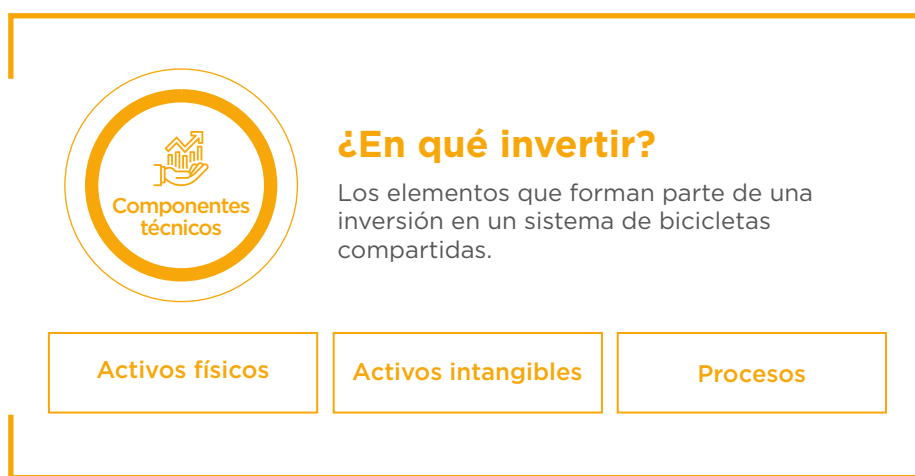 Componentes
técnicos
¿En qué invertir?
Los elementos que forman parte de una
inversión en un sistema de bicicletas
compartidas.
Activos físicos
Activos intangibles
Procesos